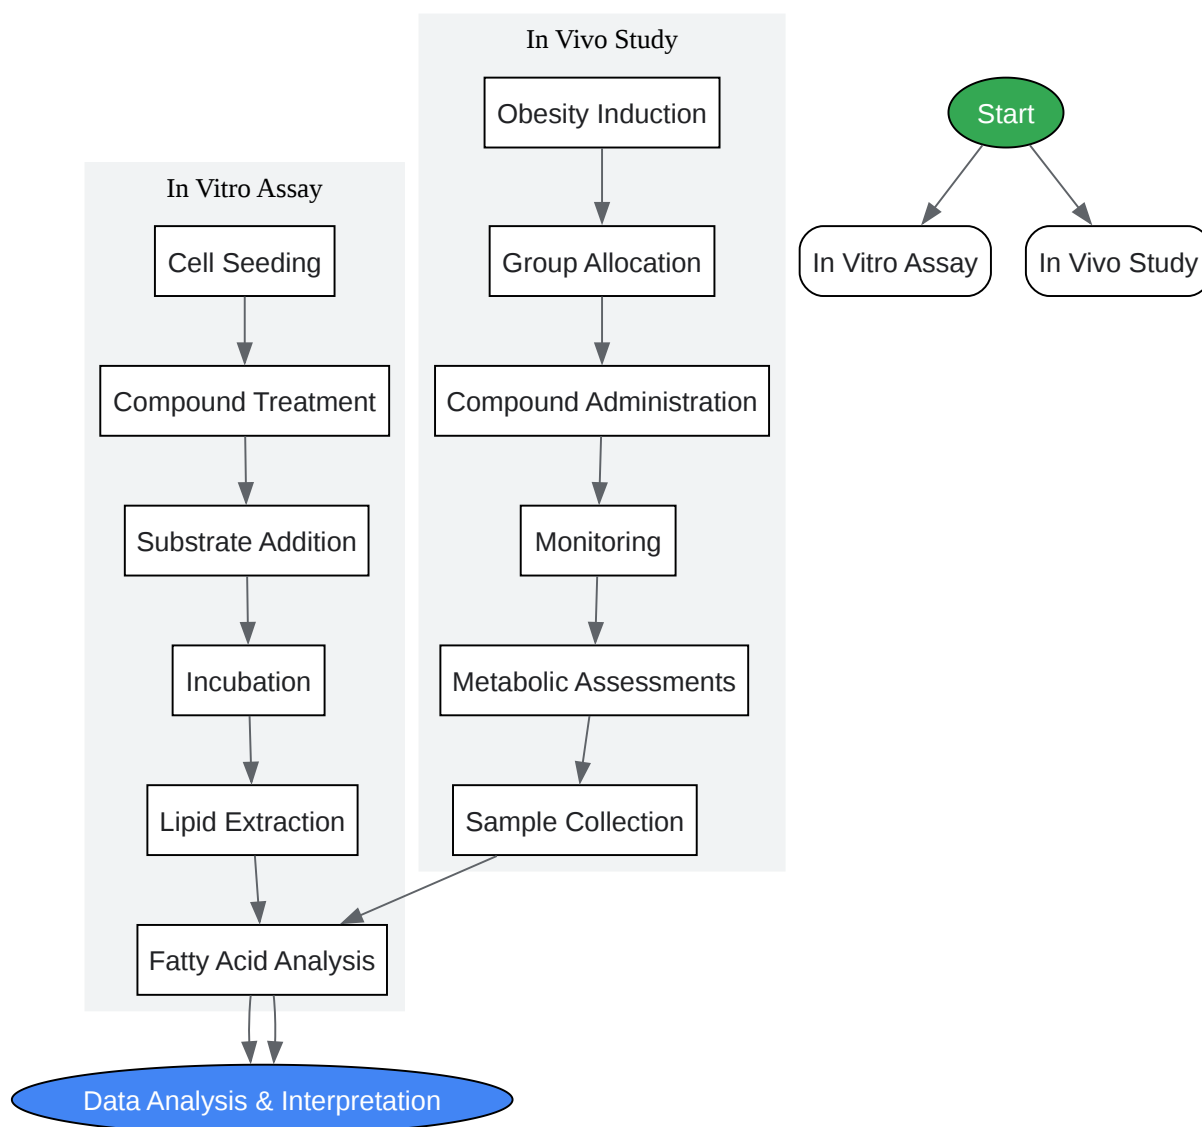 In Vivo Study
Obesity Induction
Group Allocation
Compound Administration
Monitoring
Metabolic Assessments
Sample Collection
In Vitro Assay
Cell Seeding
Compound Treatment
Substrate Addition
Incubation
Lipid Extraction
Fatty Acid Analysis
Data Analysis & Interpretation
Start
In Vitro Assay
In Vivo Study